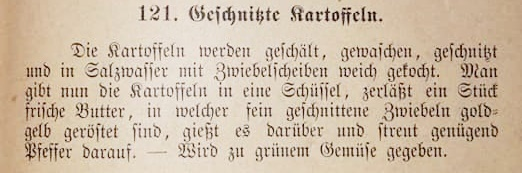 121. Geschnitzte Kartoffeln.
Die Kartoffeln werden geschält, gewaschen, geschnitzt
und in Salzwasser mit Zwiebelscheiben weich gekocht. Man
gibt nun die Kartoffeln in eine Schüssel, zerläßt ein Stück
frische Butter, in welcher fein geschnittene Zwiebeln gold-
gelb geröstet sind, gießt es darüber und streut genügend
Pfeffer darauf. — Wird zu grünem Gemüse gegeben.